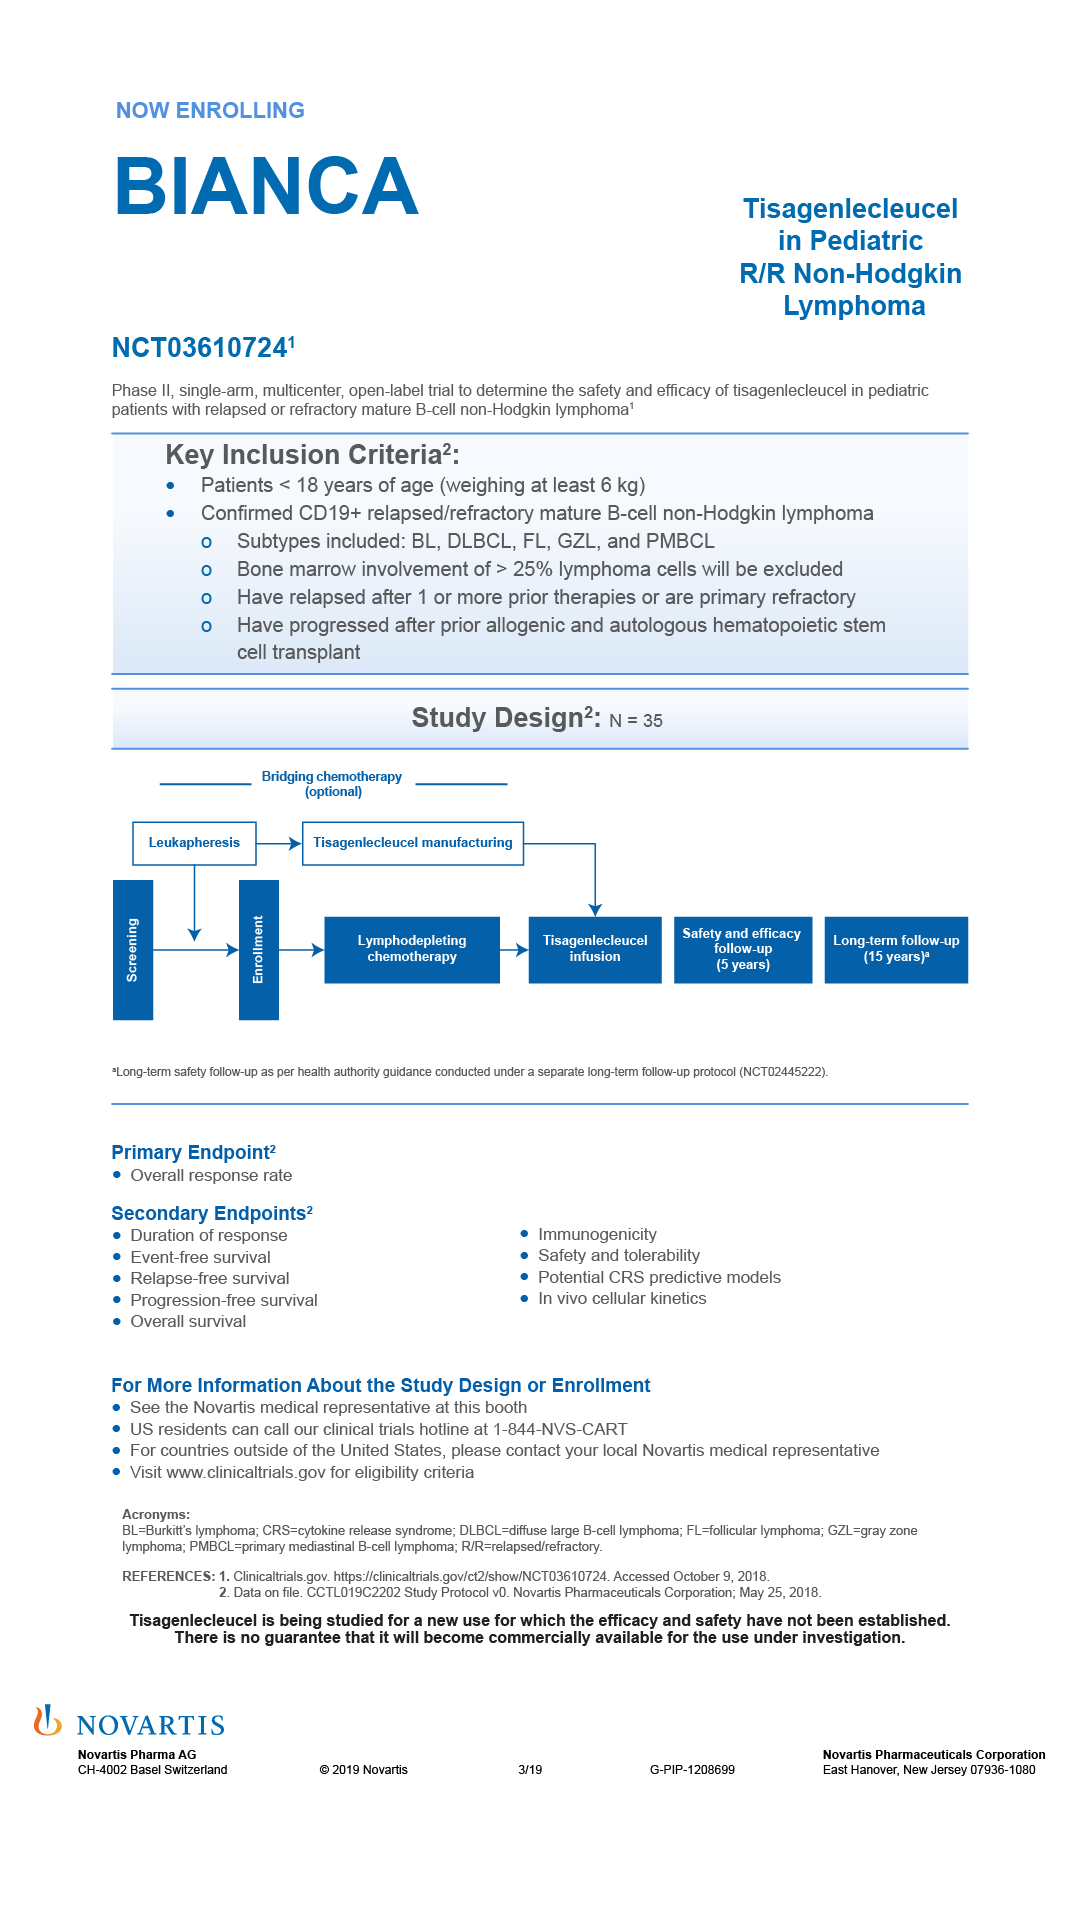 NOW ENROLLING
BIANCA
Tisagenlecleucel
in Pediatric
R/R Non-Hodgkin
Lymphoma
NCT03610724¹
Phase II, single-arm, multicenter, open-label trial to determine the safety and efficacy of tisagenlecleucel in pediatric
patients with relapsed or refractory mature B-cell non-Hodgkin lymphoma¹
Key Inclusion Criteria²:
• Patients < 18 years of age (weighing at least 6 kg)
• Confirmed CD19+ relapsed/refractory mature B-cell non-Hodgkin lymphoma
o Subtypes included: BL, DLBCL, FL, GZL, and PMBCL
o Bone marrow involvement of > 25% lymphoma cells will be excluded
o Have relapsed after 1 or more prior therapies or are primary refractory
o Have progressed after prior allogenic and autologous hematopoietic stem
cell transplant
Study Design²: N = 35
Bridging chemotherapy
(optional)
Leukapheresis
Tisagenlecleucel manufacturing
Screening
Enrollment
Lymphodepleting
chemotherapy
Tisagenlecleucel
infusion
Safety and efficacy
follow-up
(5 years)
Long-term follow-up
(15 years)ᵃ
ᵃLong-term safety follow-up as per health authority guidance conducted under a separate long-term follow-up protocol (NCT02445222).
Primary Endpoint²
• Overall response rate
Secondary Endpoints²
• Duration of response
• Event-free survival
• Relapse-free survival
• Progression-free survival
• Overall survival
• Immunogenicity
• Safety and tolerability
• Potential CRS predictive models
• In vivo cellular kinetics
For More Information About the Study Design or Enrollment
• See the Novartis medical representative at this booth
• US residents can call our clinical trials hotline at 1-844-NVS-CART
• For countries outside of the United States, please contact your local Novartis medical representative
• Visit www.clinicaltrials.gov for eligibility criteria
Acronyms:
BL=Burkitt’s lymphoma; CRS=cytokine release syndrome; DLBCL=diffuse large B-cell lymphoma; FL=follicular lymphoma; GZL=gray zone
lymphoma; PMBCL=primary mediastinal B-cell lymphoma; R/R=relapsed/refractory.
REFERENCES: 1. Clinicaltrials.gov. https://clinicaltrials.gov/ct2/show/NCT03610724. Accessed October 9, 2018.
2. Data on file. CCTL019C2202 Study Protocol v0. Novartis Pharmaceuticals Corporation; May 25, 2018.
Tisagenlecleucel is being studied for a new use for which the efficacy and safety have not been established.
There is no guarantee that it will become commercially available for the use under investigation.
NOVARTIS
Novartis Pharma AG
CH-4002 Basel Switzerland
© 2019 Novartis
3/19
G-PIP-1208699
Novartis Pharmaceuticals Corporation
East Hanover, New Jersey 07936-1080